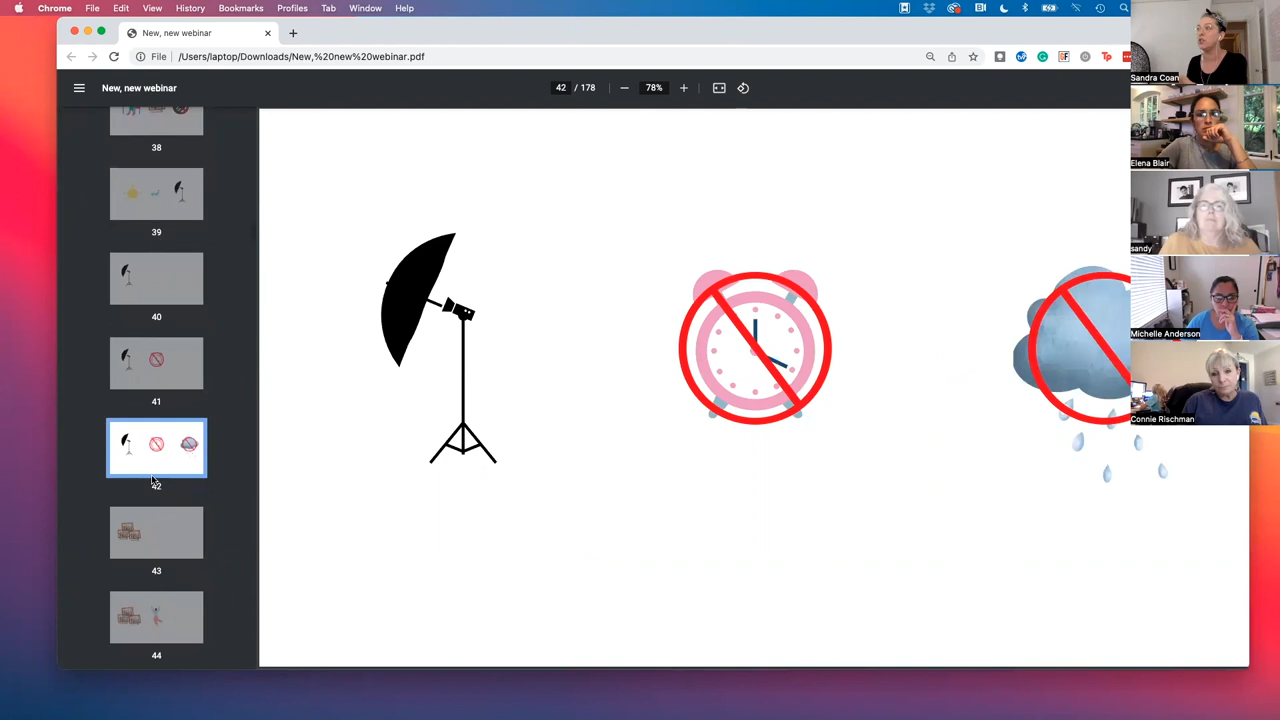 Chrome File Edit View History Bookmarks Profiles Tab Window Help
New, new webinar
File /Users/laptop/Downloads/New,%20new%20webinar.pdf
New, new webinar 42 / 178 78%
38
39
40
41
42
43
44
Sandra Coan
Elena Blair
sandy
Michelle Anderson
Connie Rischman